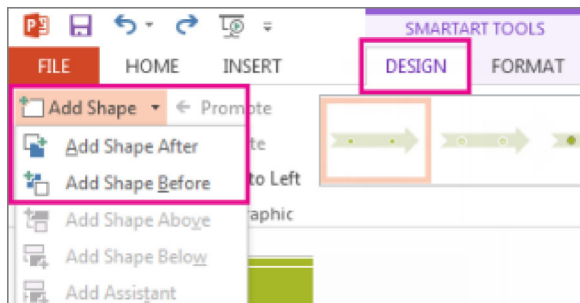 SMARTART TOOLS
FILE HOME INSERT DESIGN FORMAT
Add Shape Promote
Add Shape After
Add Shape Before to Left
Add Shape Above aphic
Add Shape Below
Add Assistant